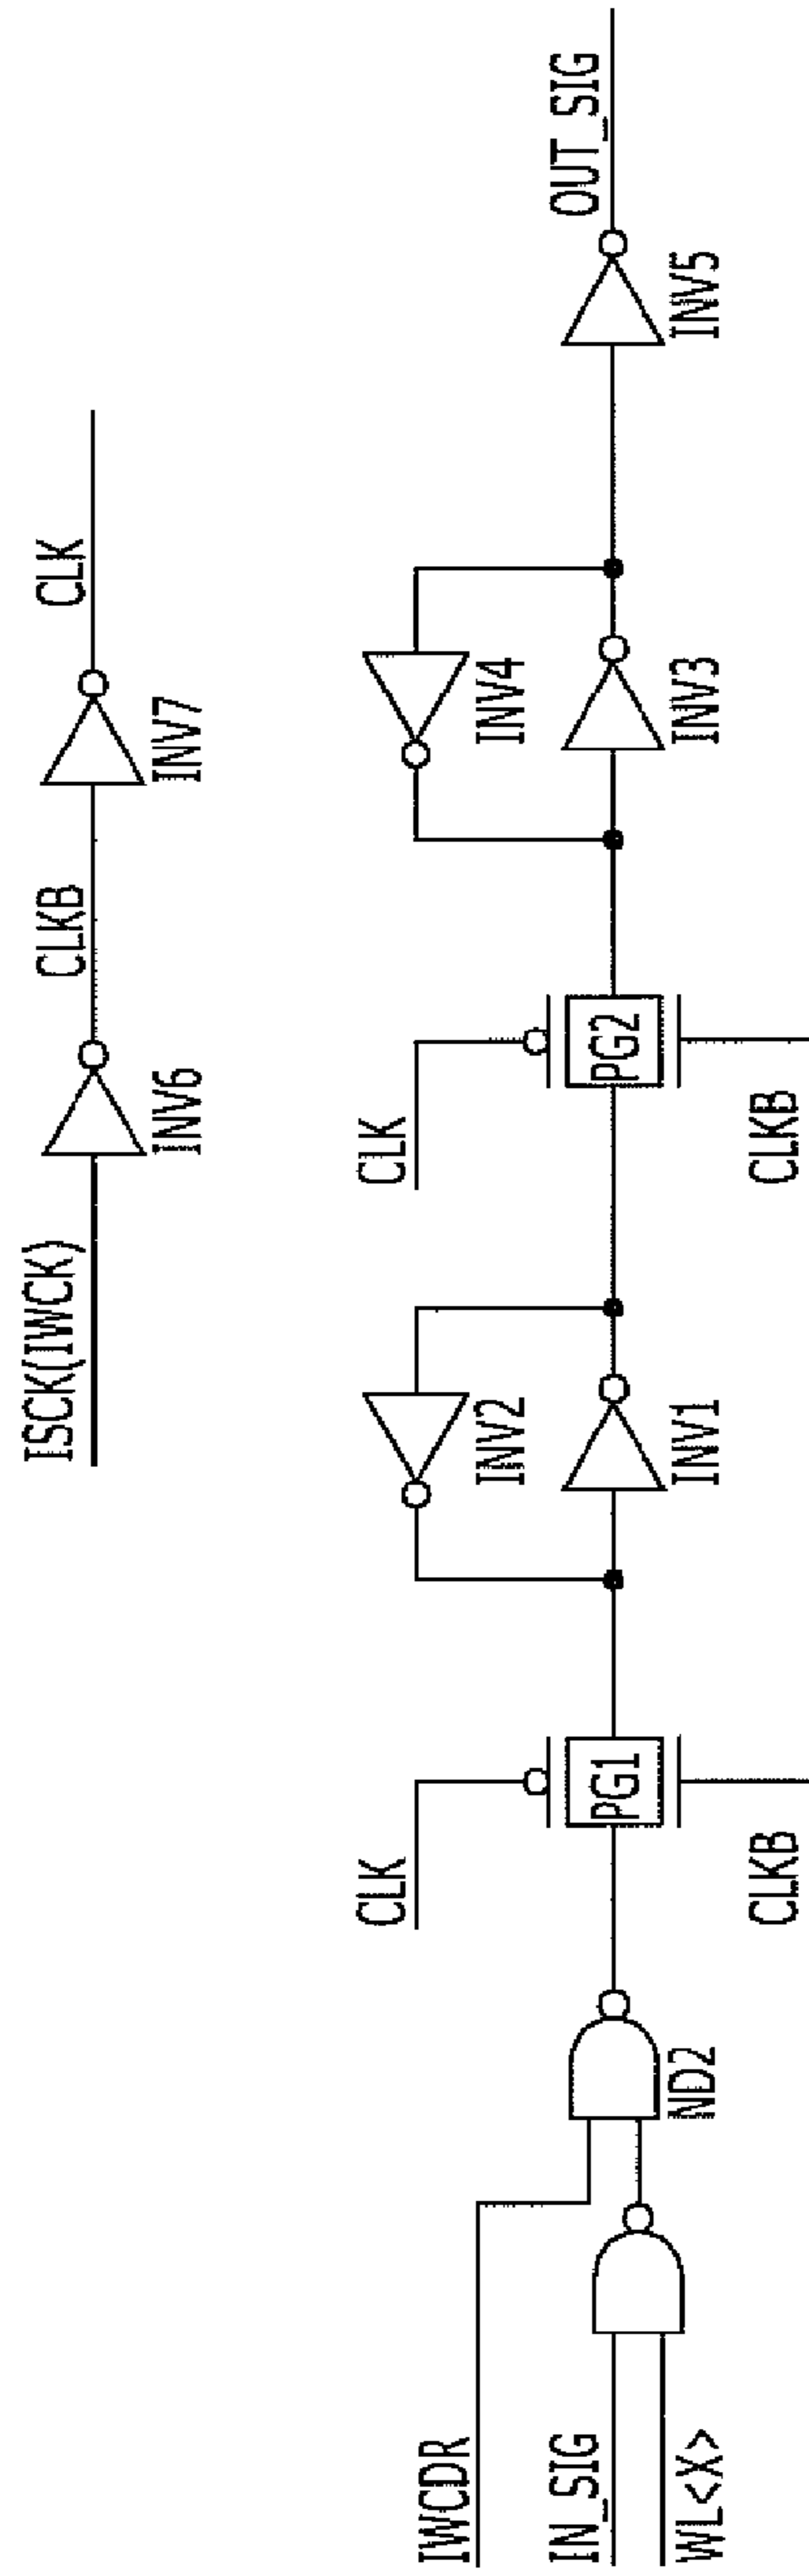 ISCK(IWCK)
INV6
CLKB
INV7
CLK
IWCDR
IN_SIG
WL<X>
ND2
CLK
PG1
CLKB
INV2
INV1
CLK
PG2
CLKB
INV4
INV3
INV5
OUT_SIG